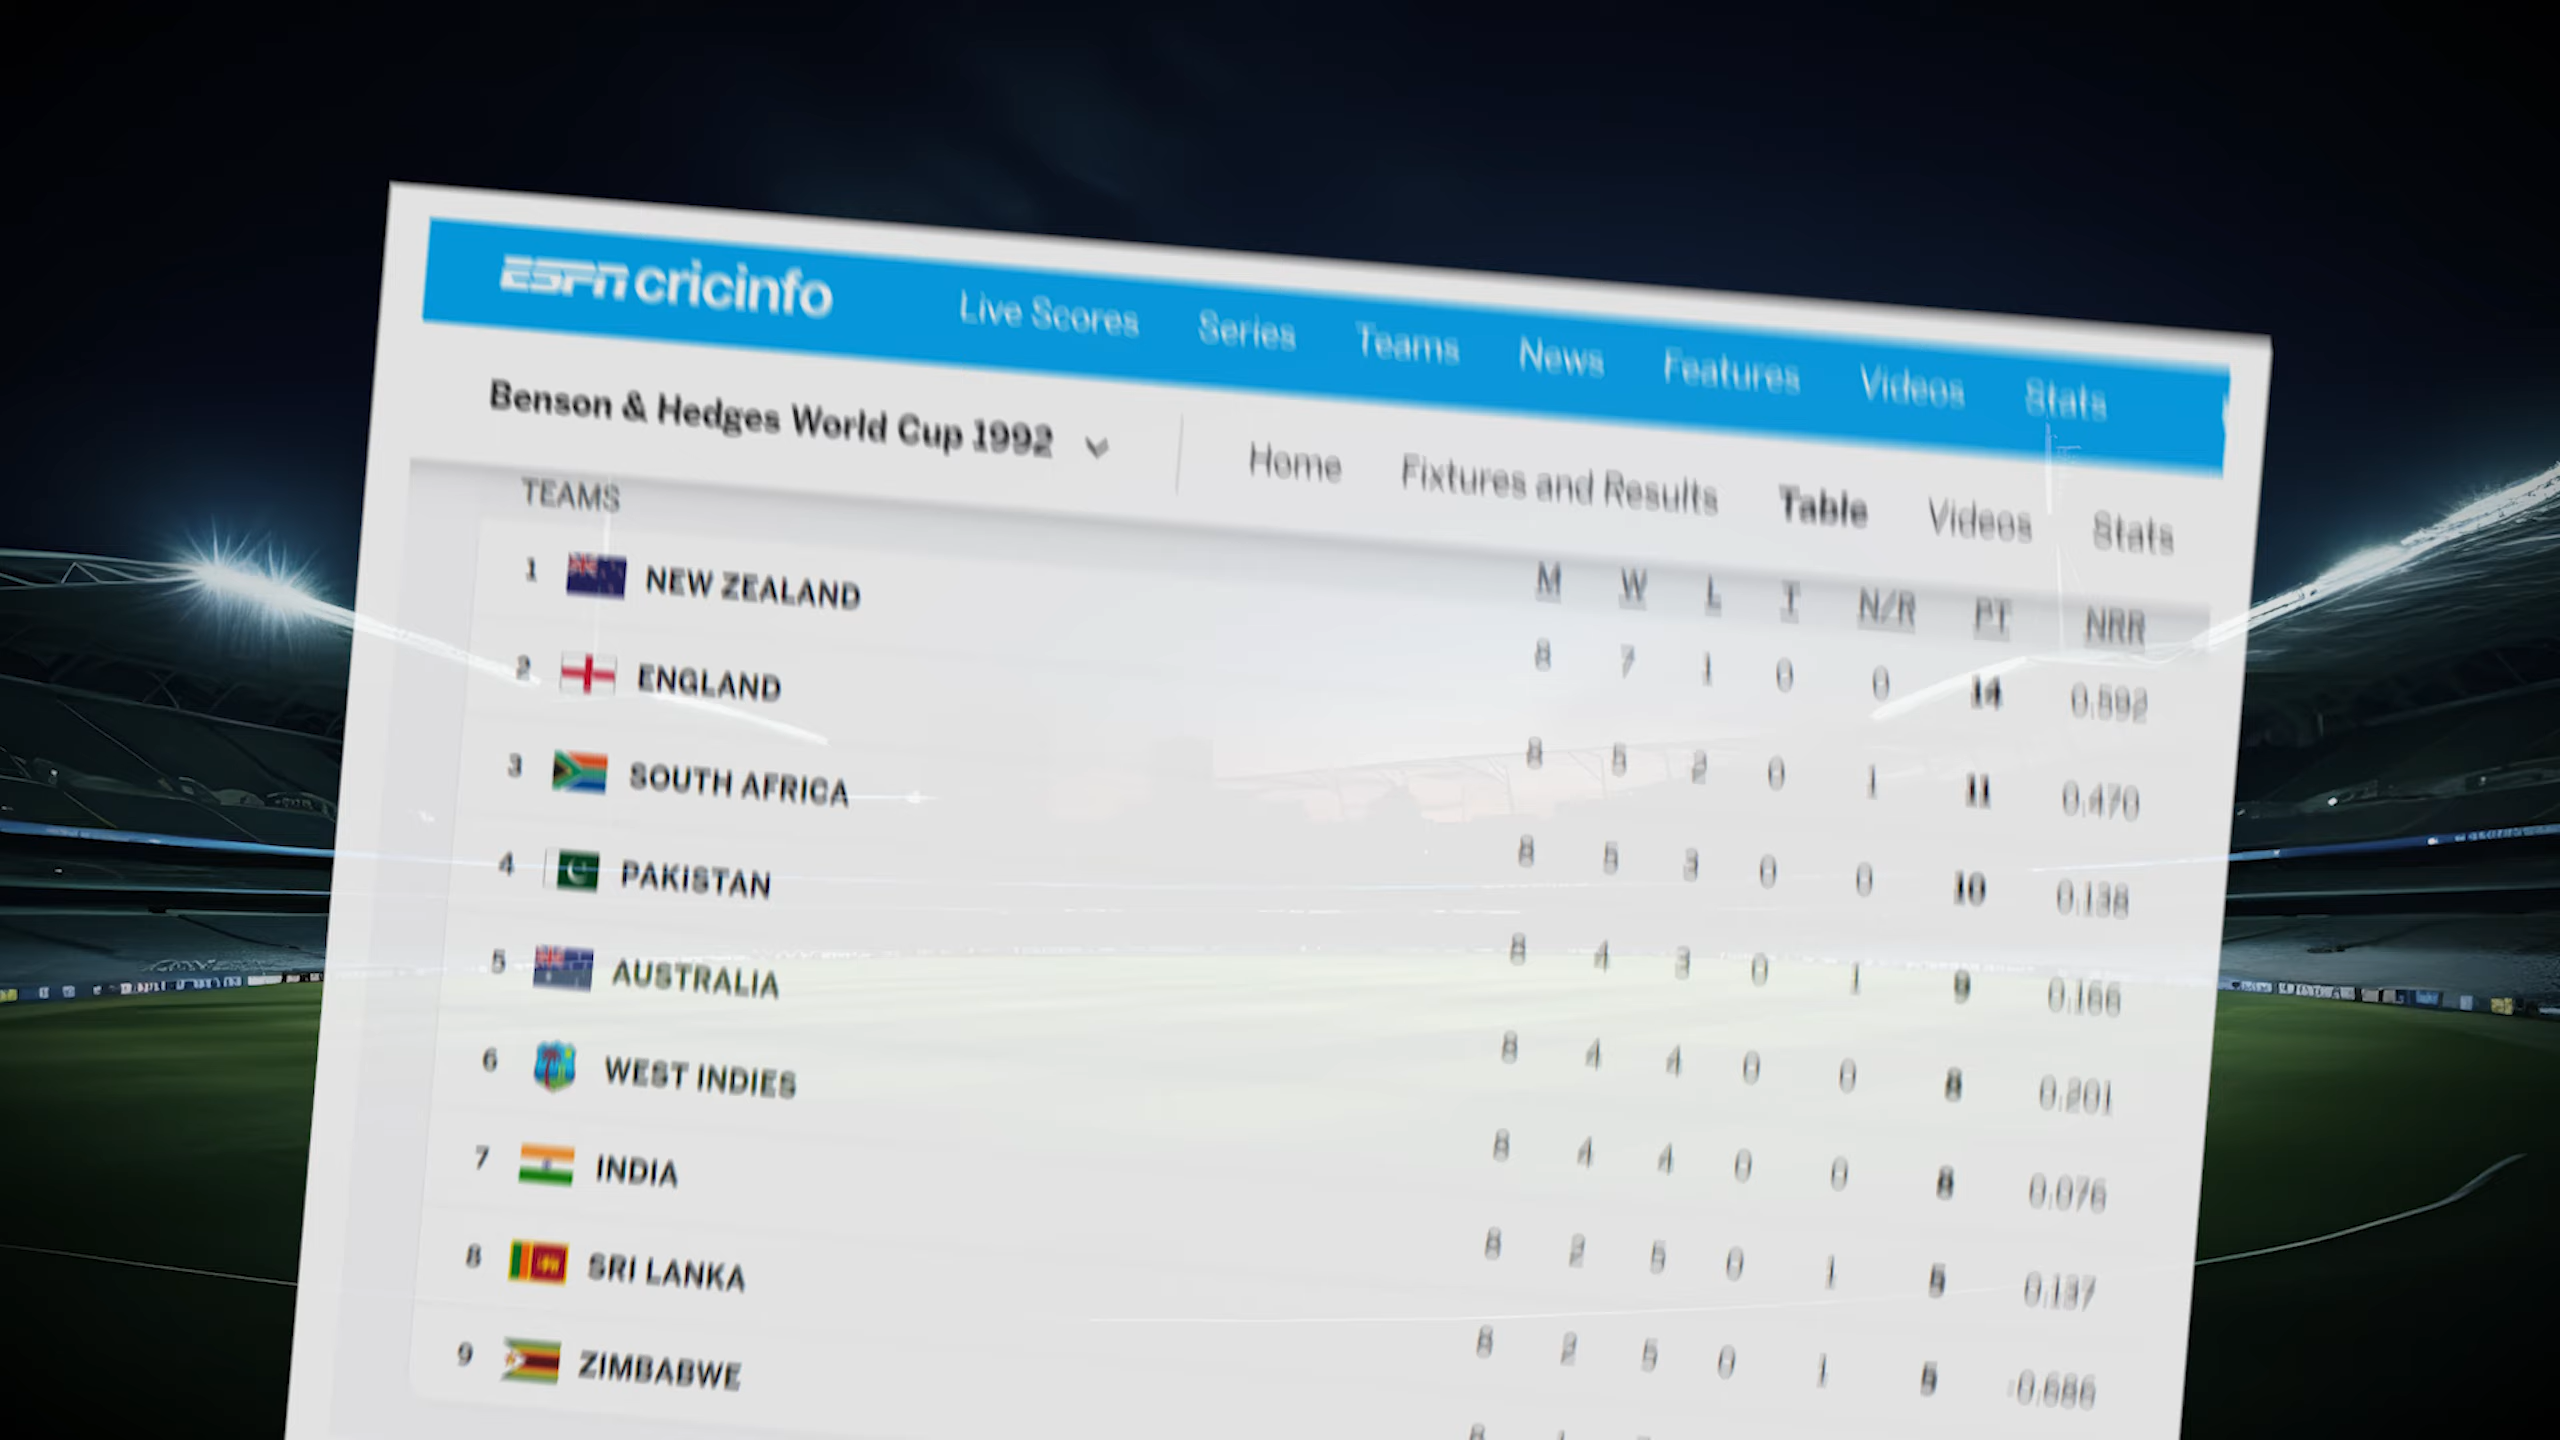 ESPN cricinfo Live Scores Series Teams News Features Videos Stats
Benson & Hedges World Cup 1992 Home Fixtures and Results Table Videos Stats
TEAMS M W L T N/R PT NRR
1 NEW ZEALAND 8 7 1 0 0 14 0.592
2 ENGLAND 8 5 2 0 1 11 0.470
3 SOUTH AFRICA 8 5 3 0 0 10 0.138
4 PAKISTAN 8 4 3 0 1 9 0.166
5 AUSTRALIA 8 4 4 0 0 8 0.201
6 WEST INDIES 8 4 4 0 0 8 0.076
7 INDIA 8 2 5 0 1 5 0.137
8 SRI LANKA 8 2 5 0 1 5 -0.686
9 ZIMBABWE 8 1